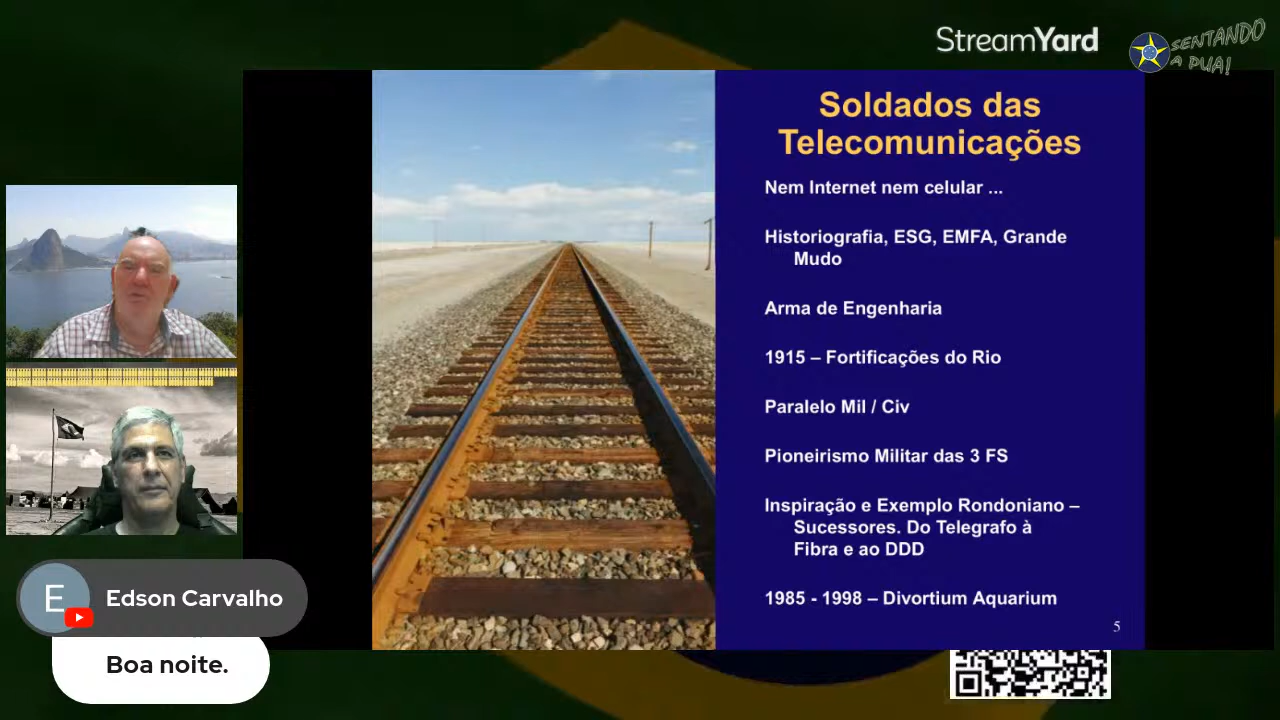 StreamYard
SENTANDO
A PUA!
Soldados das
Telecomunicações
Nem Internet nem celular ...
Historiografia, ESG, EMFA, Grande
Mudo
Arma de Engenharia
1915 – Fortificações do Rio
Paralelo Mil / Civ
Pioneirismo Militar das 3 FS
Inspiração e Exemplo Rondoniano –
Sucessores. Do Telegrafo à
Fibra e ao DDD
1985 - 1998 – Divortium Aquarium
5
E
Edson Carvalho
Boa noite.